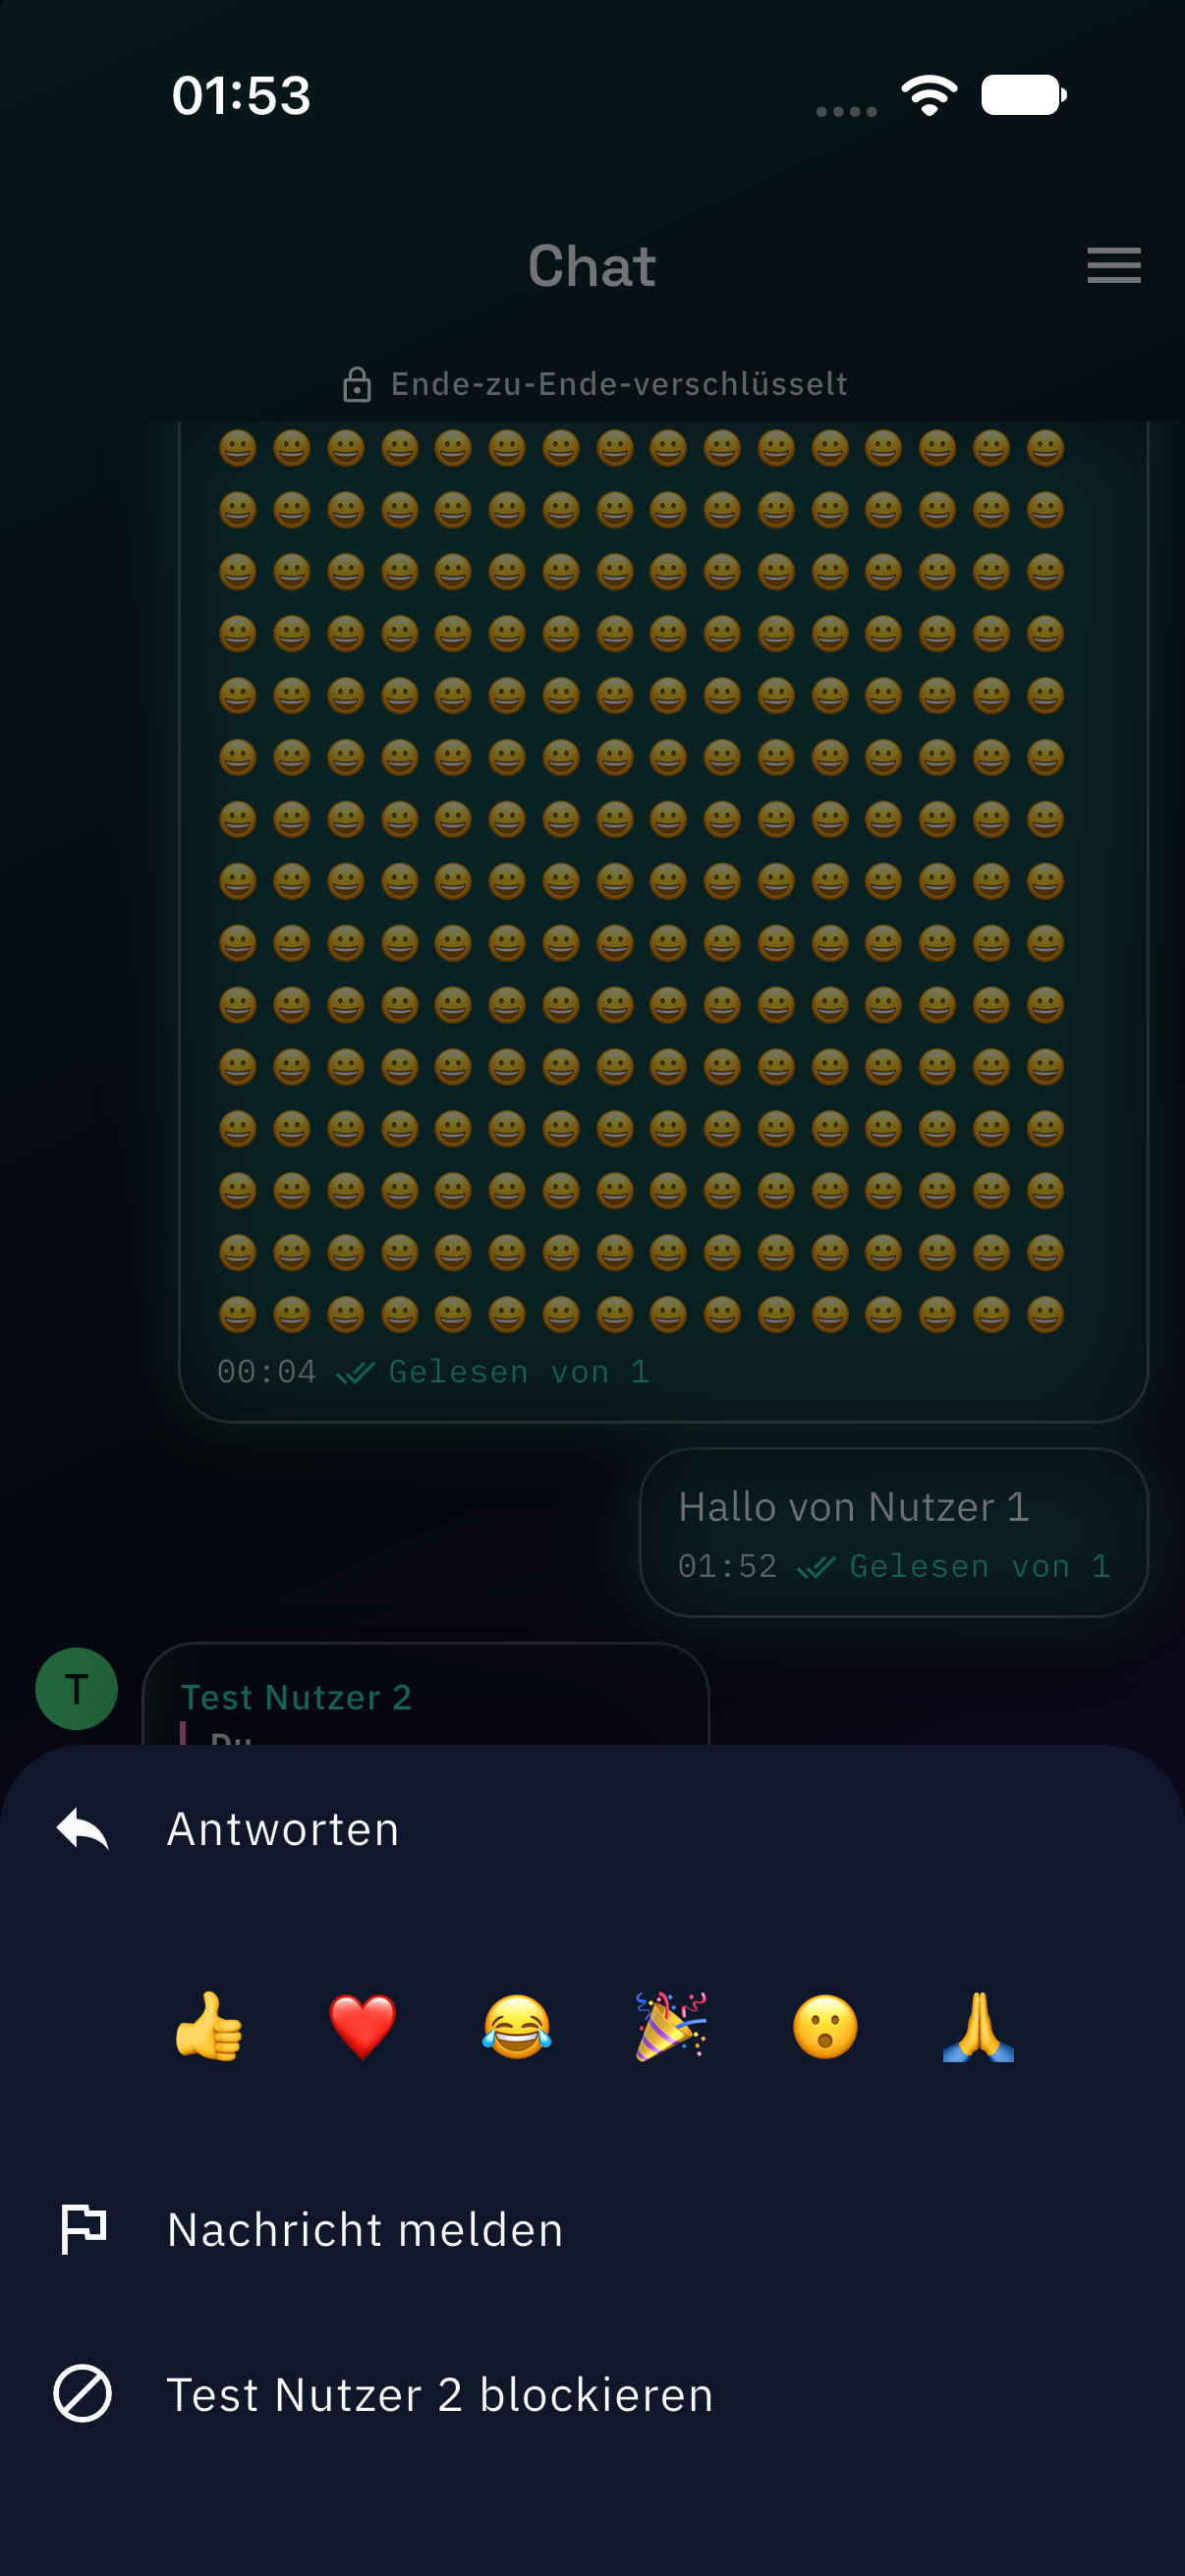 01:53
Chat
Ende-zu-Ende-verschlüsselt
00:04 Gelesen von 1
Hallo von Nutzer 1
01:52 Gelesen von 1
T
Test Nutzer 2
Du
Antworten
Nachricht melden
Test Nutzer 2 blockieren